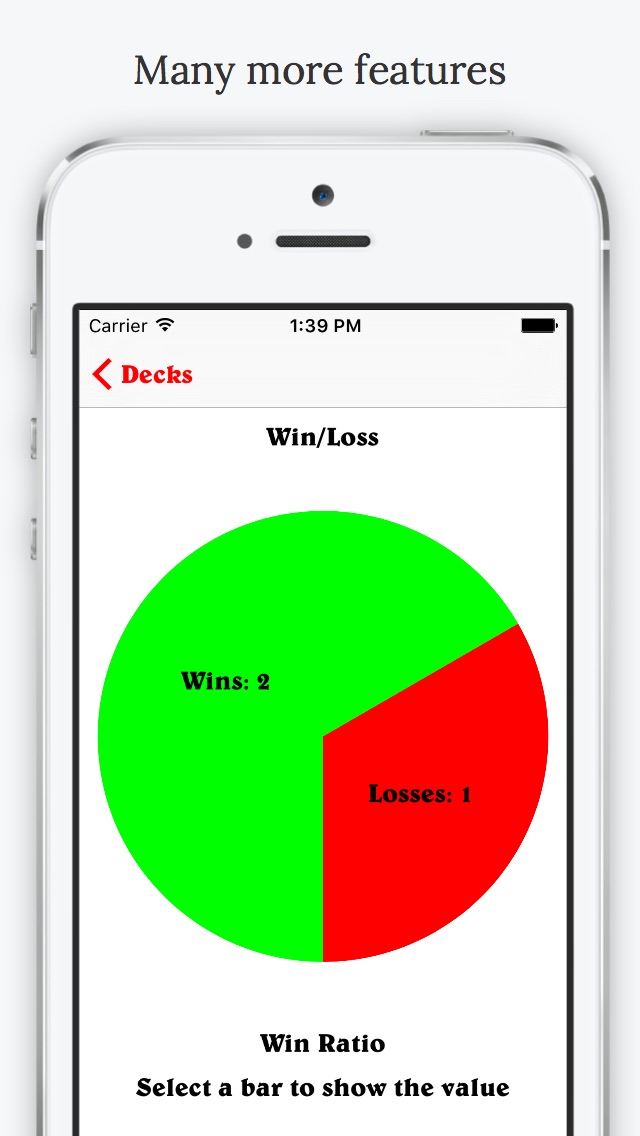 Many more features
Carrier 1:39 PM
Decks
Win/Loss
Wins: 2
Losses: 1
Win Ratio
Select a bar to show the value